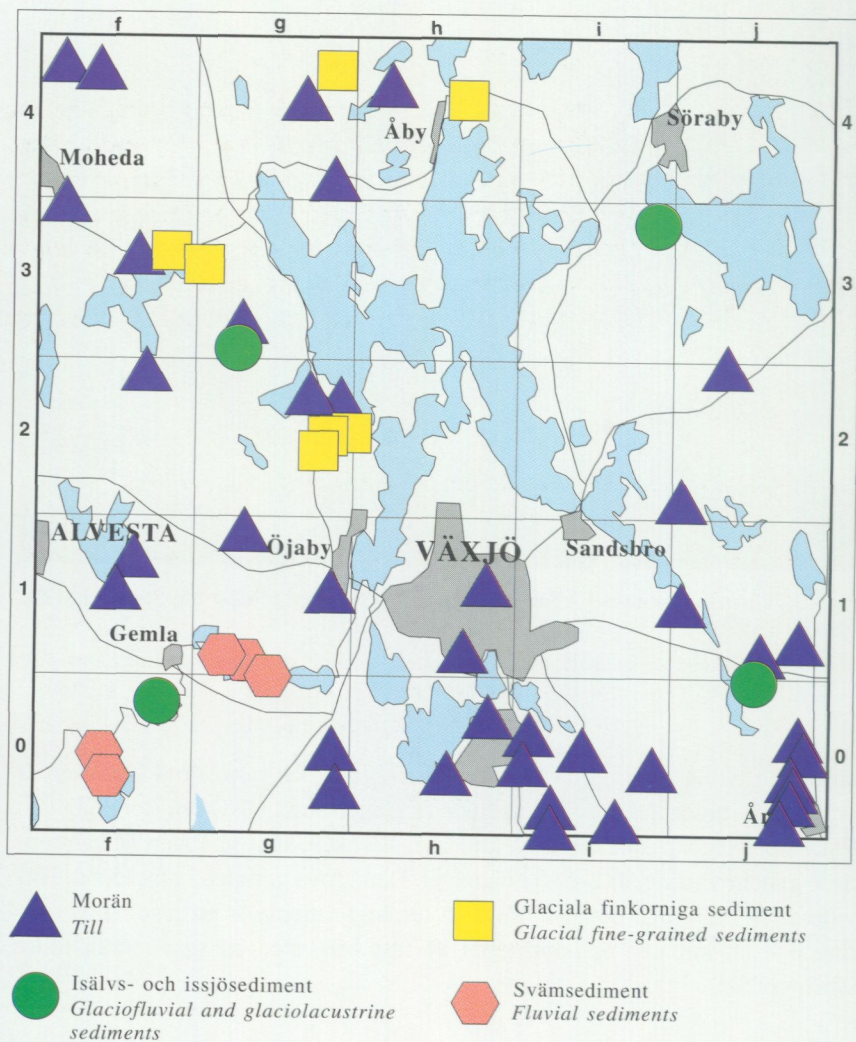 f g h i j
4 4
Åby
Söraby
Moheda
3 3
2 2
ALVESTA
Öjaby
VÄXJÖ
Sandsbro
1 1
Gemla
0 0
År
f g h i j
Morän
Till
Glaciala finkorniga sediment
Glacial fine-grained sediments
Isälvs- och issjösediment
Glaciofluvial and glaciolacustrine
sediments
Svämsediment
Fluvial sediments